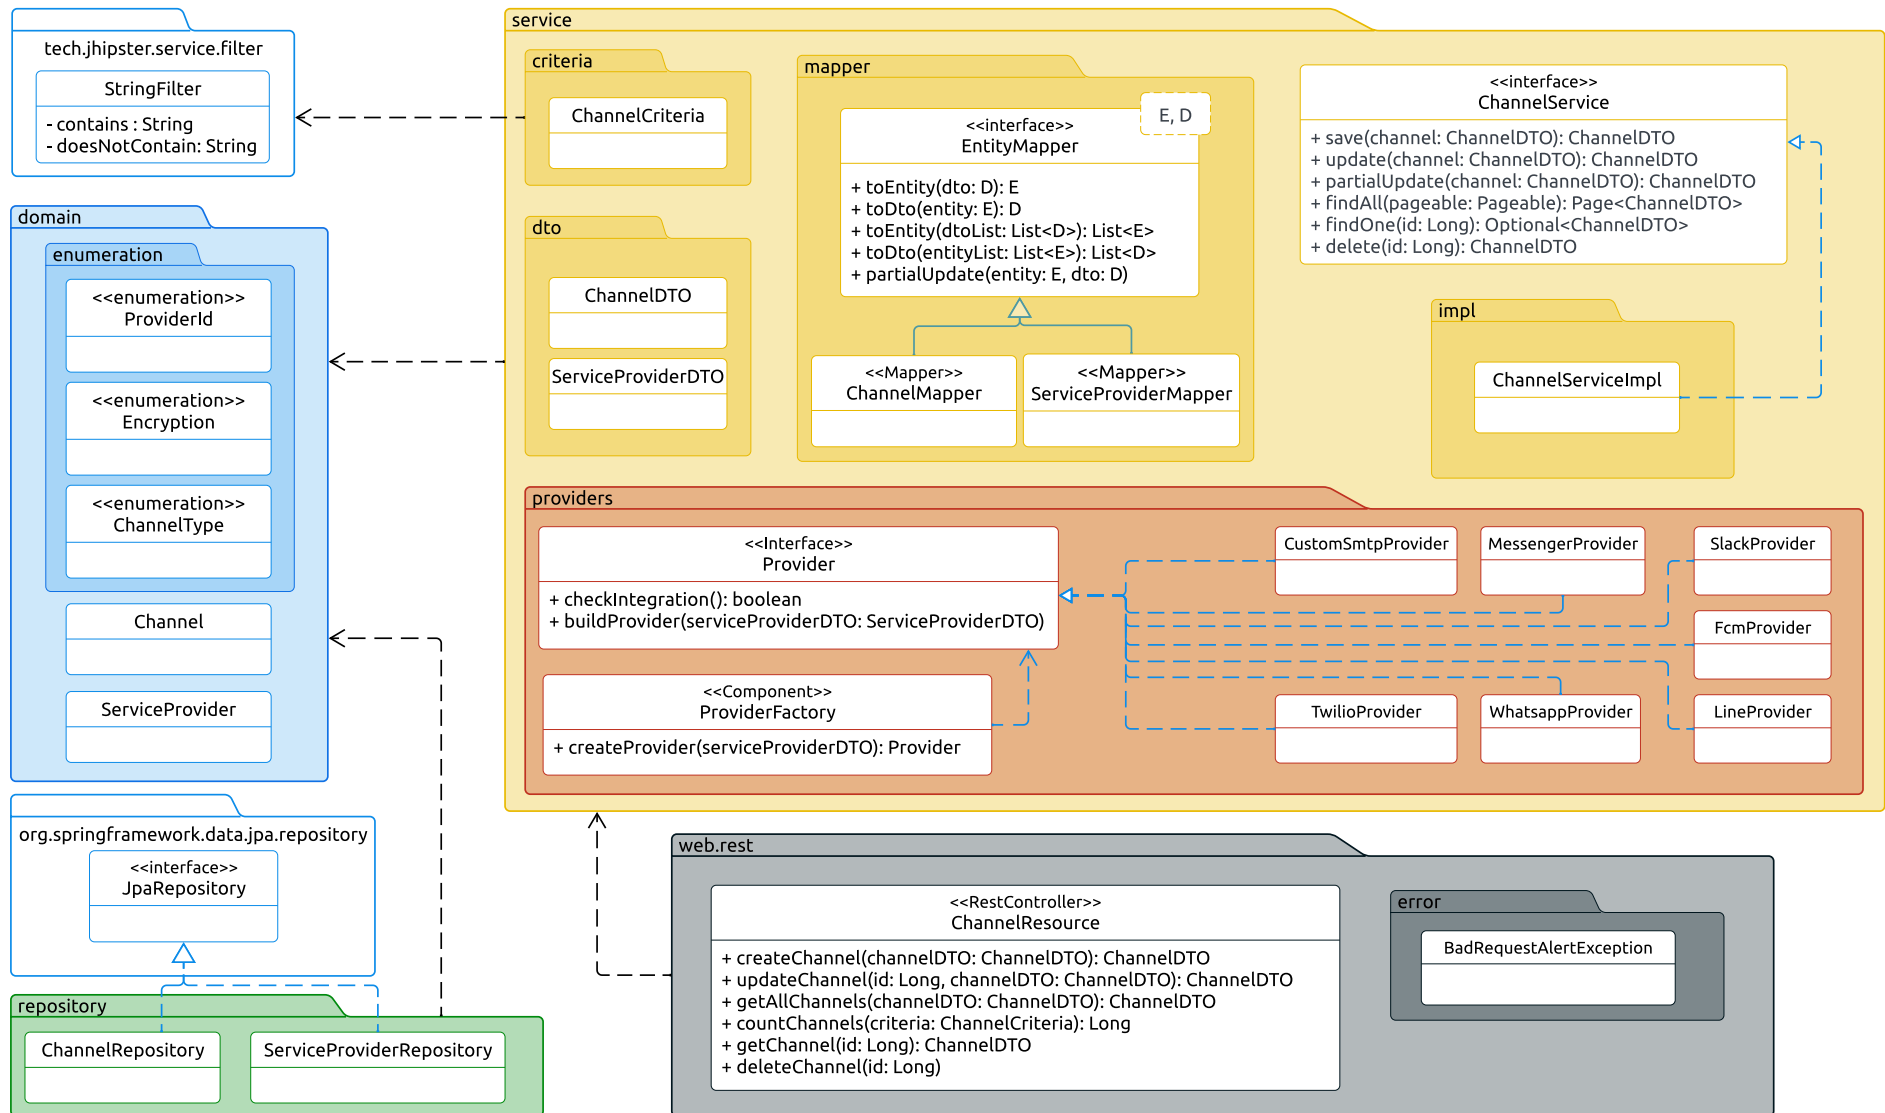 tech.jhipster.service.filter
StringFilter
- contains : String
- doesNotContain: String
domain
enumeration
<<enumeration>>
ProviderId
<<enumeration>>
Encryption
<<enumeration>>
ChannelType
Channel
ServiceProvider
org.springframework.data.jpa.repository
<<interface>>
JpaRepository
repository
ChannelRepository
ServiceProviderRepository
service
criteria
ChannelCriteria
dto
ChannelDTO
ServiceProviderDTO
mapper
E, D
<<interface>>
EntityMapper
+ toEntity(dto: D): E
+ toDto(entity: E): D
+ toEntity(dtoList: List<D>): List<E>
+ toDto(entityList: List<E>): List<D>
+ partialUpdate(entity: E, dto: D)
<<Mapper>>
ChannelMapper
<<Mapper>>
ServiceProviderMapper
<<interface>>
ChannelService
+ save(channel: ChannelDTO): ChannelDTO
+ update(channel: ChannelDTO): ChannelDTO
+ partialUpdate(channel: ChannelDTO): ChannelDTO
+ findAll(pageable: Pageable): Page<ChannelDTO>
+ findOne(id: Long): Optional<ChannelDTO>
+ delete(id: Long): ChannelDTO
impl
ChannelServiceImpl
providers
<<Interface>>
Provider
+ checkIntegration(): boolean
+ buildProvider(serviceProviderDTO: ServiceProviderDTO)
<<Component>>
ProviderFactory
+ createProvider(serviceProviderDTO): Provider
CustomSmtpProvider
MessengerProvider
SlackProvider
FcmProvider
TwilioProvider
WhatsappProvider
LineProvider
web.rest
<<RestController>>
ChannelResource
+ createChannel(channelDTO: ChannelDTO): ChannelDTO
+ updateChannel(id: Long, channelDTO: ChannelDTO): ChannelDTO
+ getAllChannels(channelDTO: ChannelDTO): ChannelDTO
+ countChannels(criteria: ChannelCriteria): Long
+ getChannel(id: Long): ChannelDTO
+ deleteChannel(id: Long)
error
BadRequestAlertException